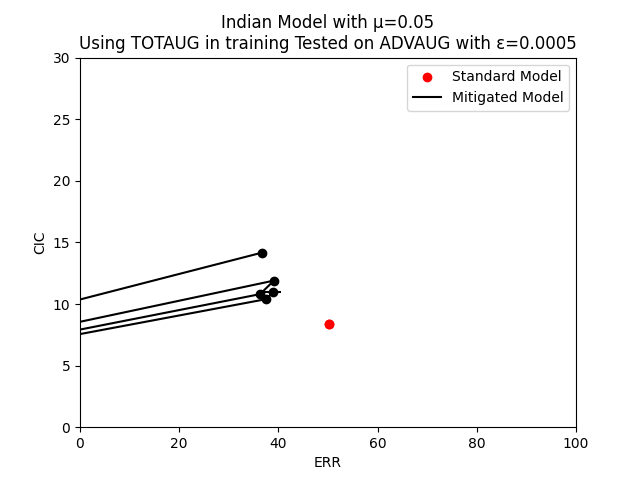 Indian Model with μ=0.05
Using TOTAUG in training Tested on ADVAUG with ε=0.0005
Standard Model
Mitigated Model
30
25
20
15
10
5
0
CIC
0 20 40 60 80 100
ERR